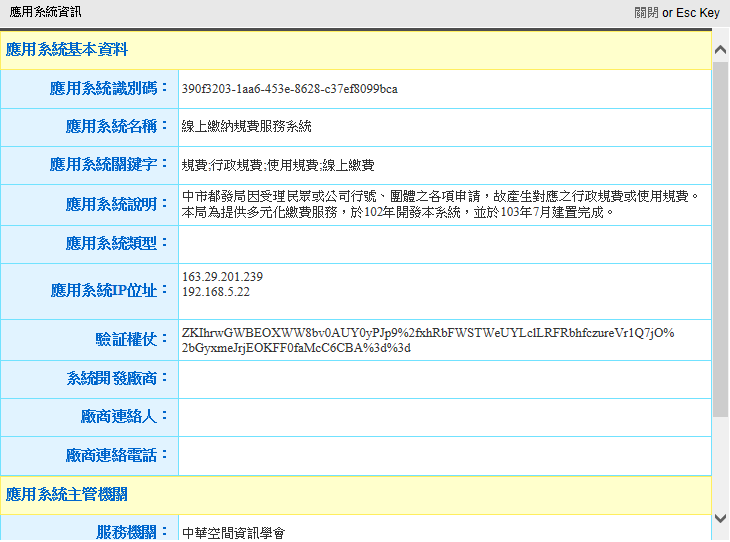 應用系統資訊
關閉 or Esc Key
應用系統基本資料
應用系統識別碼：
390f3203-1aa6-453e-8628-c37ef8099bca
應用系統名稱：
線上繳納規費服務系統
應用系統關鍵字：
規費;行政規費;使用規費;線上繳費
應用系統說明：
中市都發局因受理民眾或公司行號、團體之各項申請，故產生對應之行政規費或使用規費。
本局為提供多元化繳費服務，於102年開發本系統，並於103年7月建置完成。
應用系統類型：
應用系統IP位址：
163.29.201.239
192.168.5.22
驗証權仗：
ZKIhrwGWBEOXWW8bv0AUY0yPJp9%2fxhRbFWSTWeUYLclLRFRbhfczureVr1Q7jO%
2bGyxmeJrjEOKFF0faMcC6CBA%3d%3d
系統開發廠商：
廠商連絡人：
廠商連絡電話：
應用系統主管機關
服務機關：
中華空間資訊學會